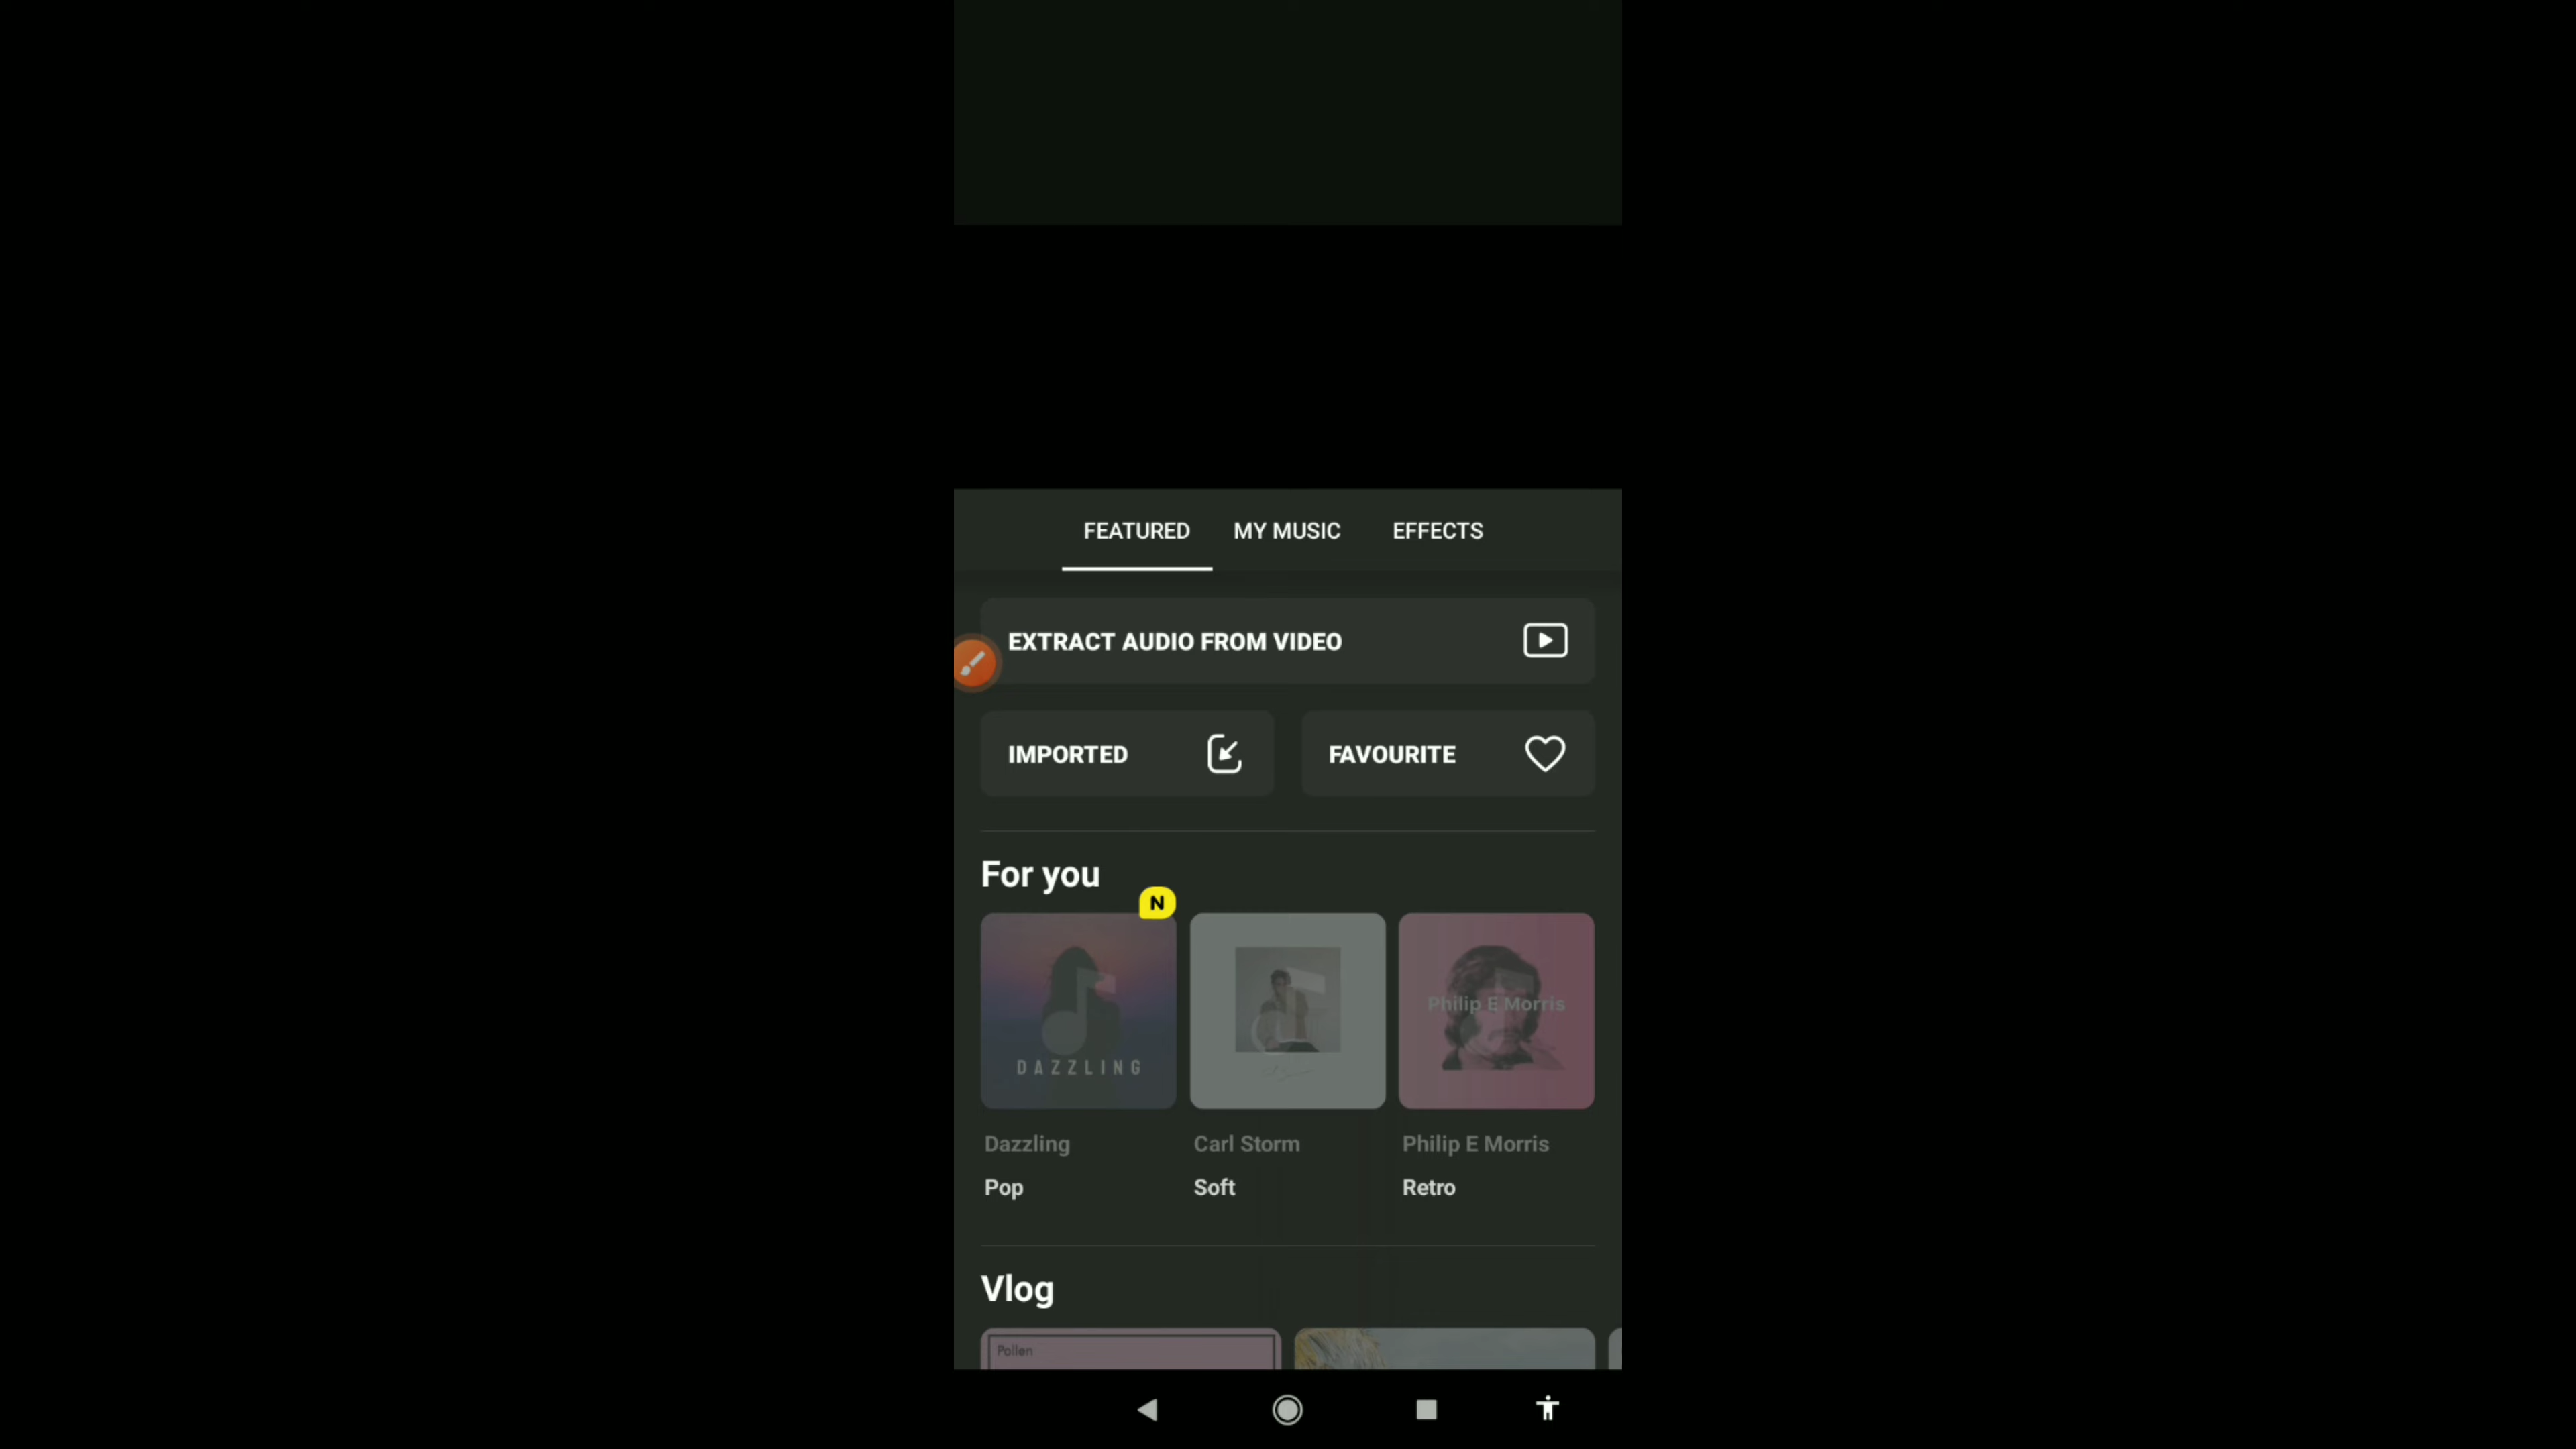 FEATURED MY MUSIC EFFECTS
EXTRACT AUDIO FROM VIDEO
IMPORTED FAVOURITE
For you
N
Philip E Morris
DAZZLING
Dazzling Carl Storm Philip E Morris
Pop Soft Retro
Vlog
Pollen